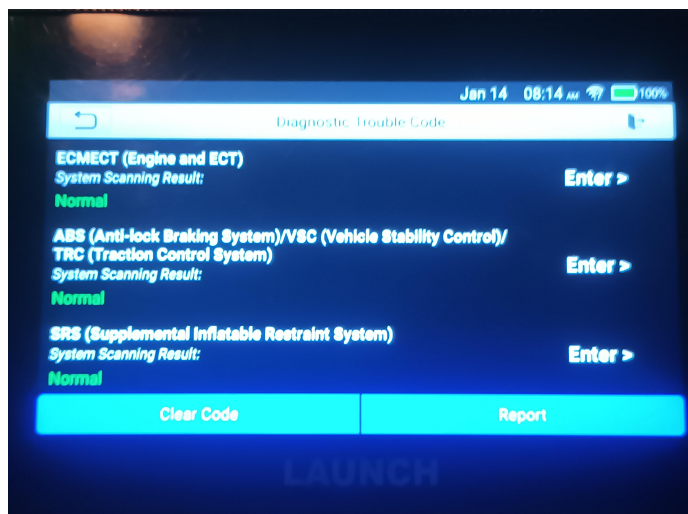 Jan 14 08:14 AM 100%
Diagnostic Trouble Code
ECMECT (Engine and ECT)
System Scanning Result:
Enter >
Normal
ABS (Anti-lock Braking System)/VSC (Vehicle Stability Control)/
TRC (Traction Control System)
System Scanning Result:
Enter >
Normal
SRS (Supplemental Inflatable Restraint System)
System Scanning Result:
Enter >
Normal
Clear Code
Report
LAUNCH